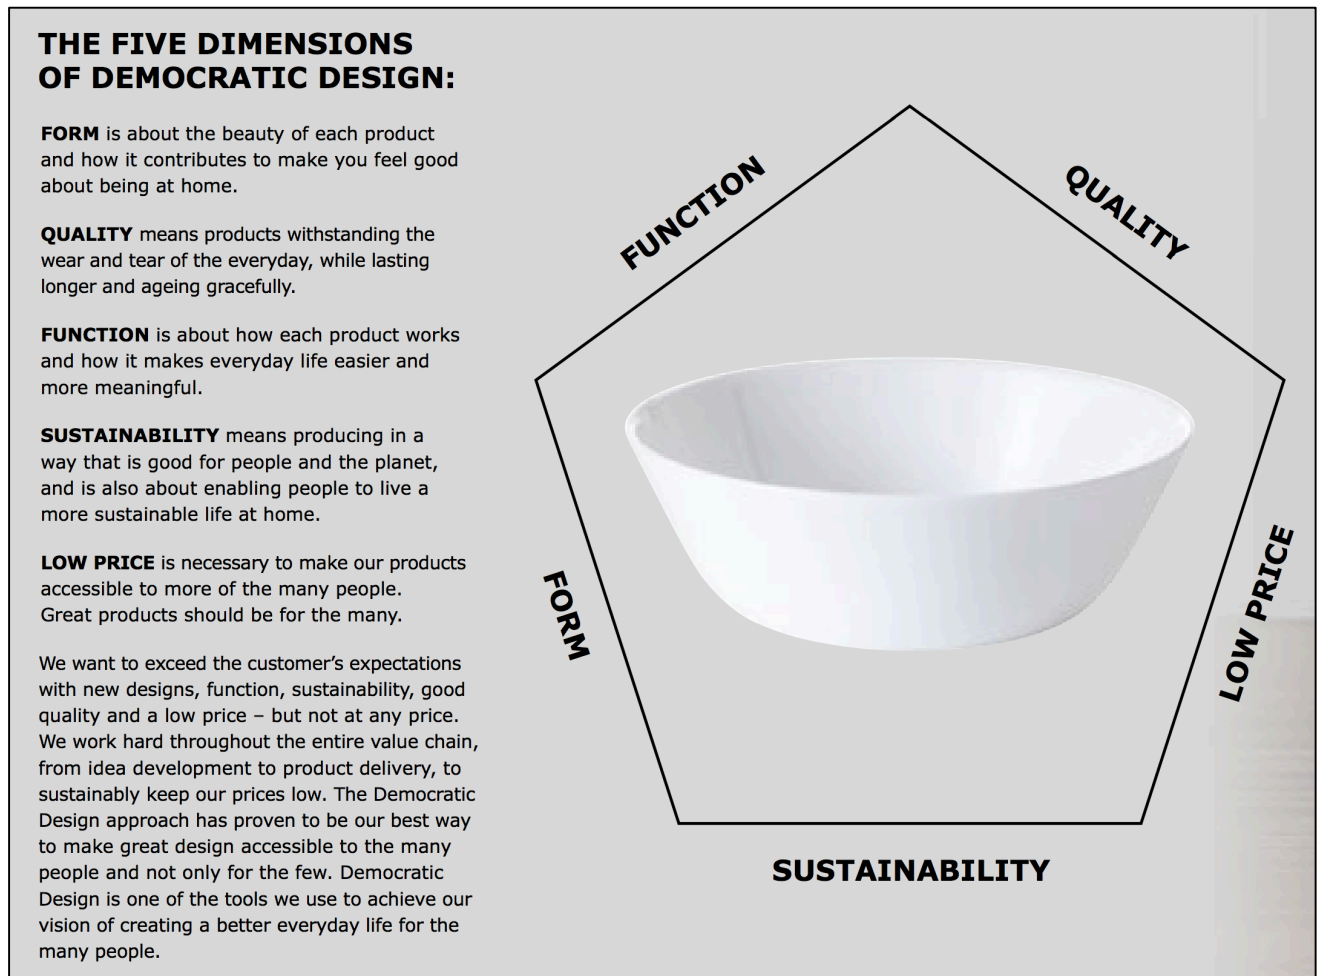 THE FIVE DIMENSIONS
OF DEMOCRATIC DESIGN:
FORM is about the beauty of each product
and how it contributes to make you feel good
about being at home.
QUALITY means products withstanding the
wear and tear of the everyday, while lasting
longer and ageing gracefully.
FUNCTION is about how each product works
and how it makes everyday life easier and
more meaningful.
SUSTAINABILITY means producing in a
way that is good for people and the planet,
and is also about enabling people to live a
more sustainable life at home.
LOW PRICE is necessary to make our products
accessible to more of the many people.
Great products should be for the many.
We want to exceed the customer’s expectations
with new designs, function, sustainability, good
quality and a low price – but not at any price.
We work hard throughout the entire value chain,
from idea development to product delivery, to
sustainably keep our prices low. The Democratic
Design approach has proven to be our best way
to make great design accessible to the many
people and not only for the few. Democratic
Design is one of the tools we use to achieve our
vision of creating a better everyday life for the
many people.
FUNCTION
QUALITY
FORM
LOW PRICE
SUSTAINABILITY